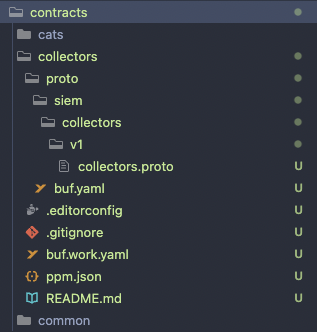 contracts
cats
collectors
proto
siem
collectors
v1
collectors.proto U
buf.yaml U
.editorconfig U
.gitignore U
buf.work.yaml U
ppm.json U
README.md U
common